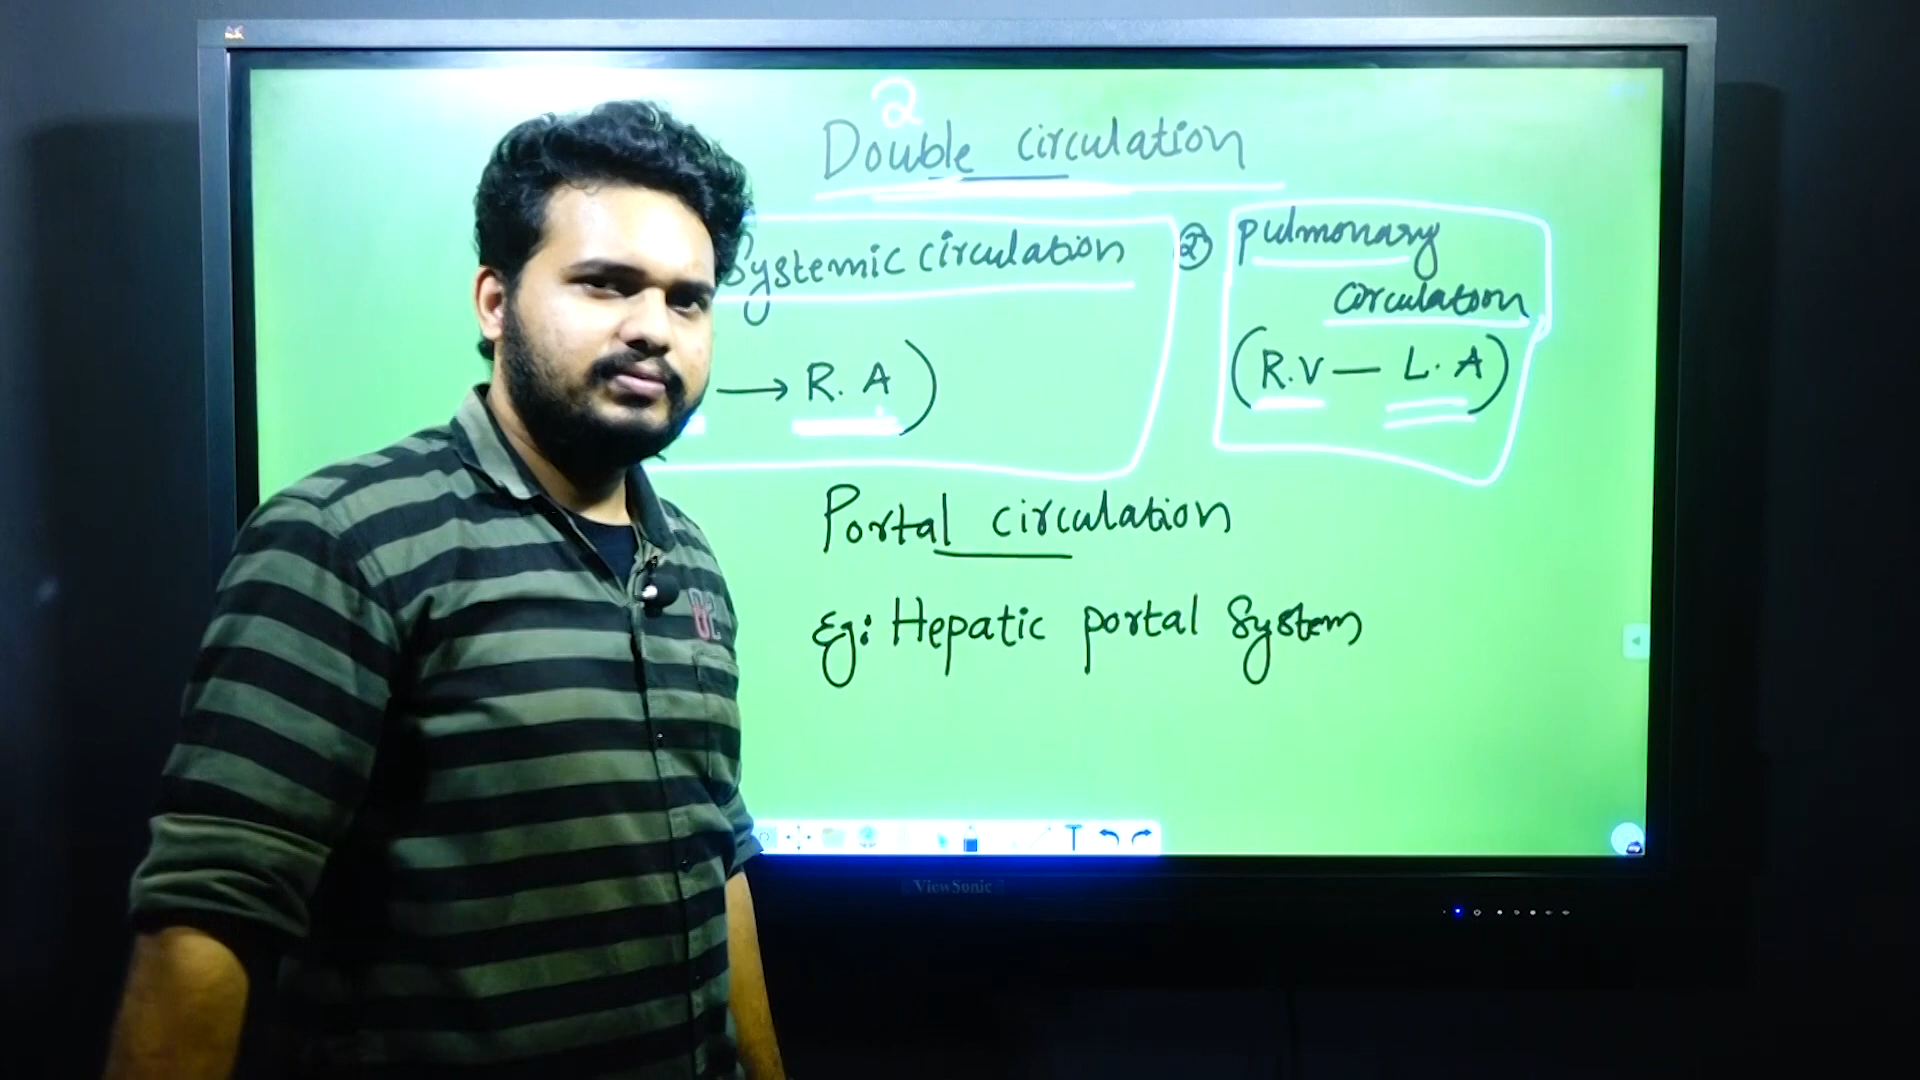 2
Double circulation
Systemic circulation
② pulmonary
circulation
→ R. A)
(R.V — L. A)
Portal circulation
Eg: Hepatic portal System
T
ViewSonic